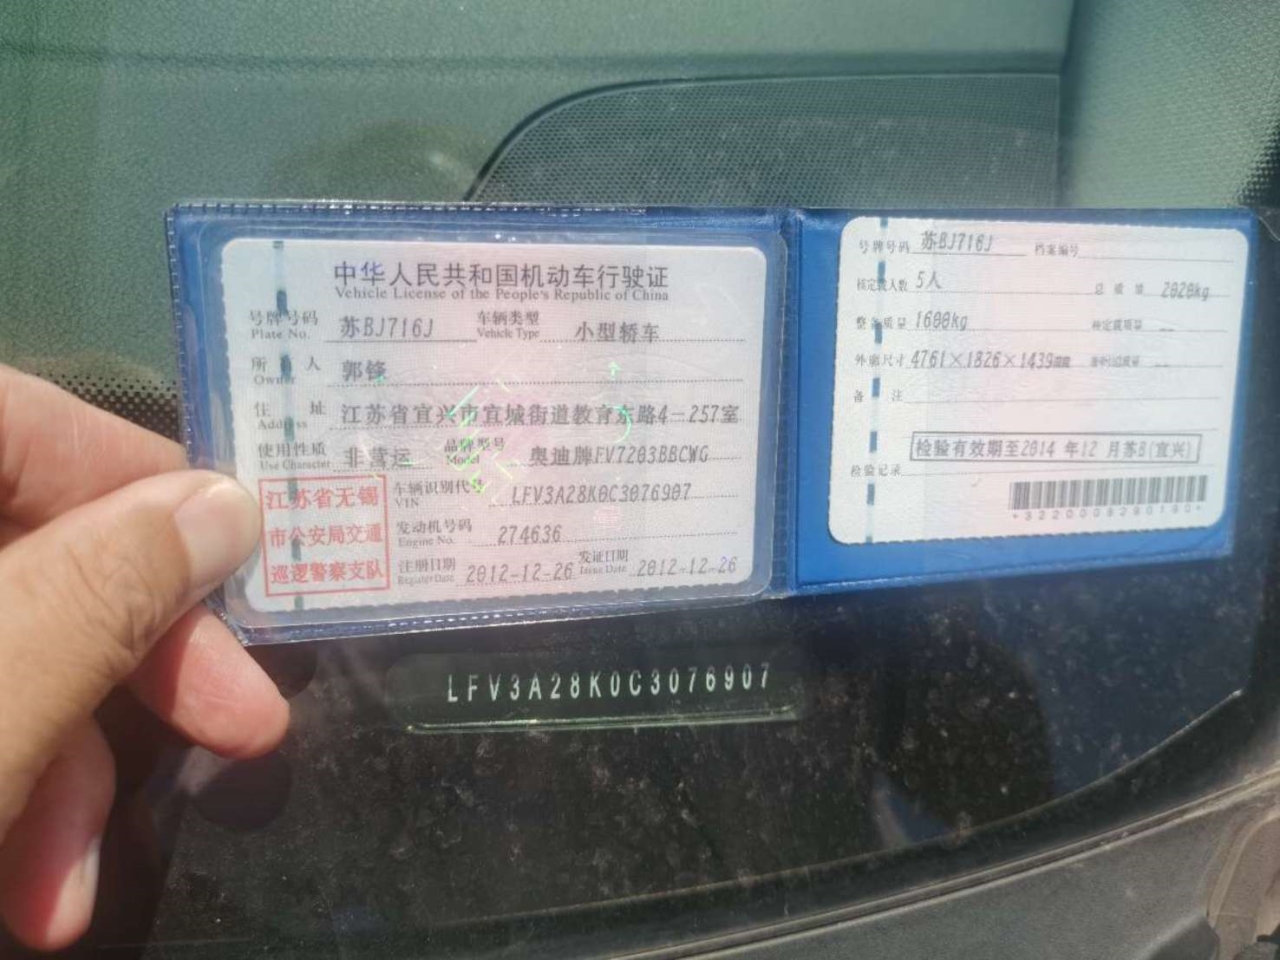 中华人民共和国机动车行驶证
Vehicle License of the People's Republic of China
号牌号码 苏BJ716J 车辆类型 小型轿车
Plate No. Vehicle Type
所有人 郭锋
Owner
住址 江苏省宜兴市宜城街道教育东路4-257室
Address
使用性质 非营运 品牌型号 奥迪牌FV7203BBCWG
Use Character Model
江苏省无锡
市公安局交通
巡逻警察支队
车辆识别代号 LFV3A28K0C3076907
VIN
发动机号码 274636
Engine No.
注册日期 2012-12-26 发证日期 2012-12-26
Register Date Issue Date
号牌号码 苏BJ716J 档案编号
核定载人数 5人 总质量 2020kg
整备质量 1600kg 核定载质量 --
外廓尺寸 4761×1826×1439mm --
备注
检验有效期至2014 年12 月苏B(宜兴)
检验记录
LFV3A28K0C3076907